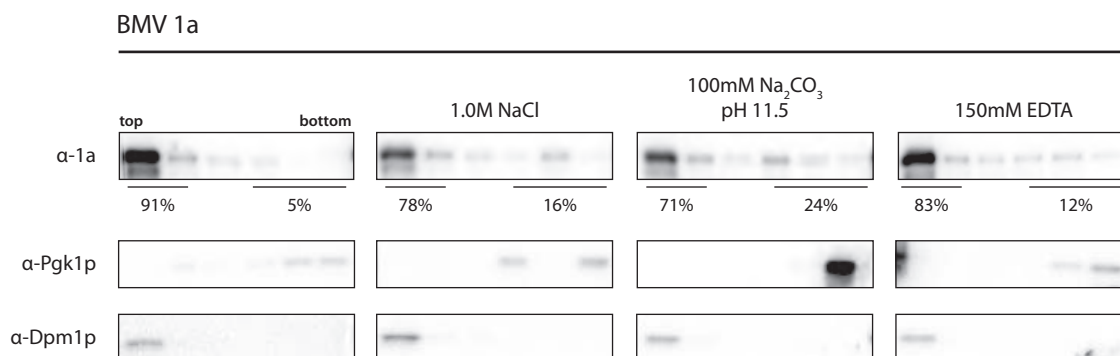 BMV 1a
1.0M NaCl
100mM Na₂CO₃
pH 11.5
150mM EDTA
top bottom
α-1a
91% 5% 78% 16% 71% 24% 83% 12%
α-Pgk1p
α-Dpm1p